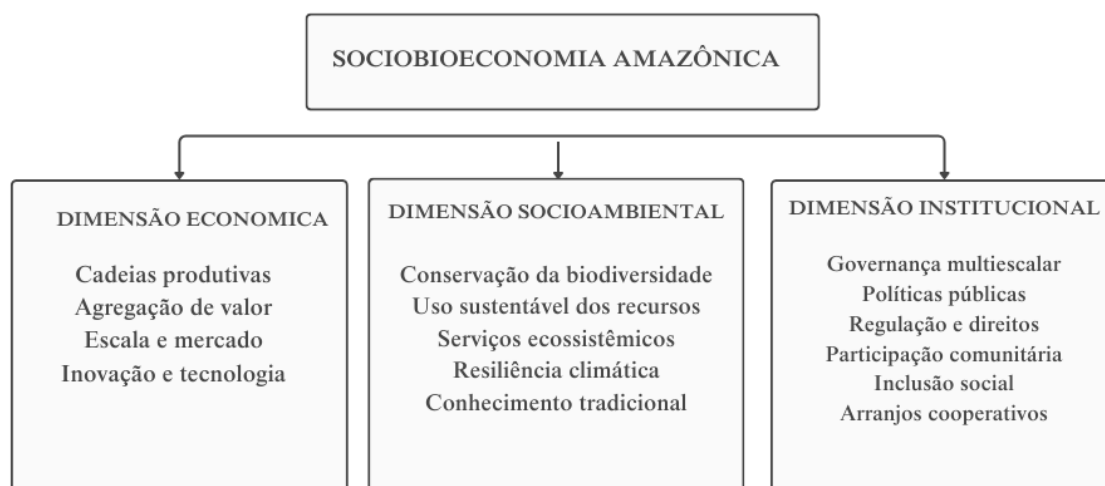 SOCIOBIOECONOMIA AMAZÔNICA
DIMENSÃO ECONOMICA
Cadeias produtivas
Agregação de valor
Escala e mercado
Inovação e tecnologia
DIMENSÃO SOCIOAMBIENTAL
Conservação da biodiversidade
Uso sustentável dos recursos
Serviços ecossistêmicos
Resiliência climática
Conhecimento tradicional
DIMENSÃO INSTITUCIONAL
Governança multiescalar
Políticas públicas
Regulação e direitos
Participação comunitária
Inclusão social
Arranjos cooperativos